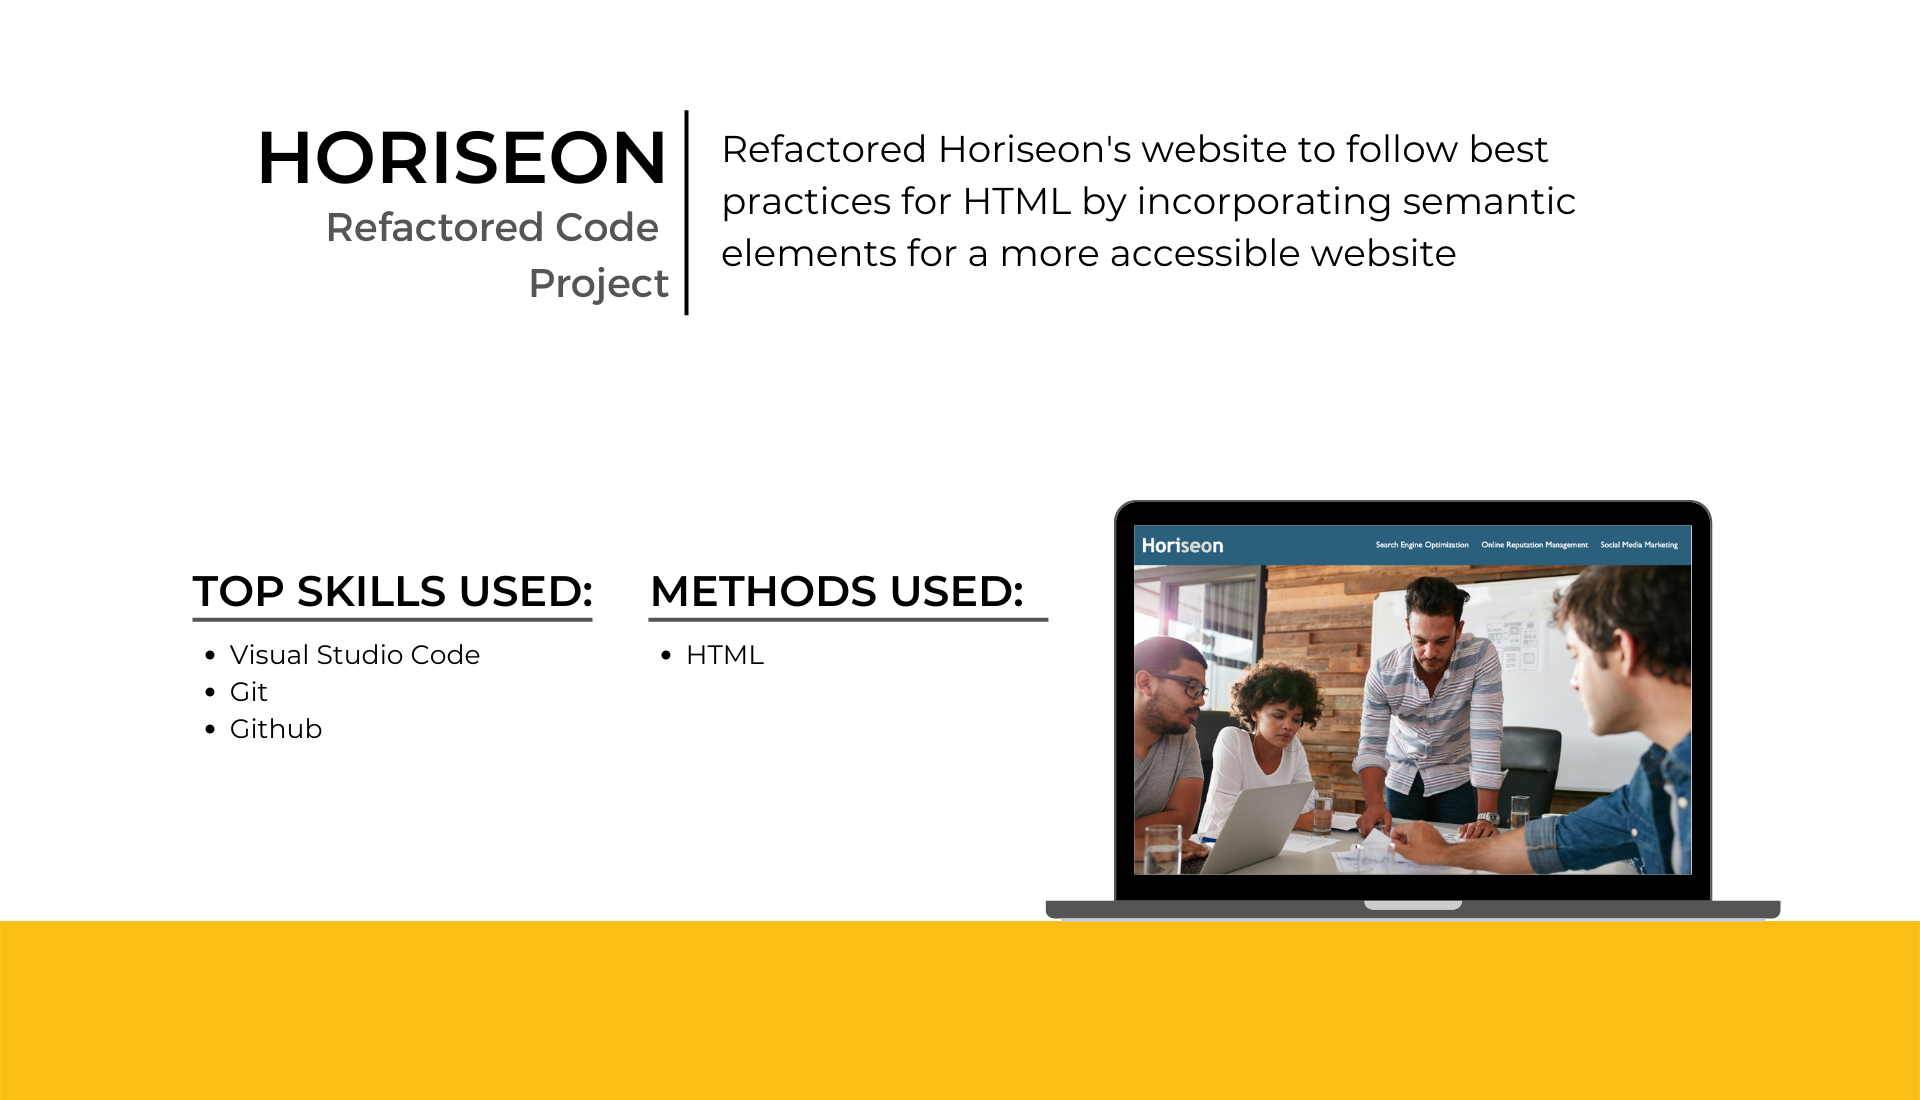 HORISEON
Refactored Code
Project
Refactored Horiseon's website to follow best
practices for HTML by incorporating semantic
elements for a more accessible website
TOP SKILLS USED:
• Visual Studio Code
• Git
• Github
METHODS USED:
• HTML
Horiseon
Search Engine Optimization Online Reputation Management Social Media Marketing